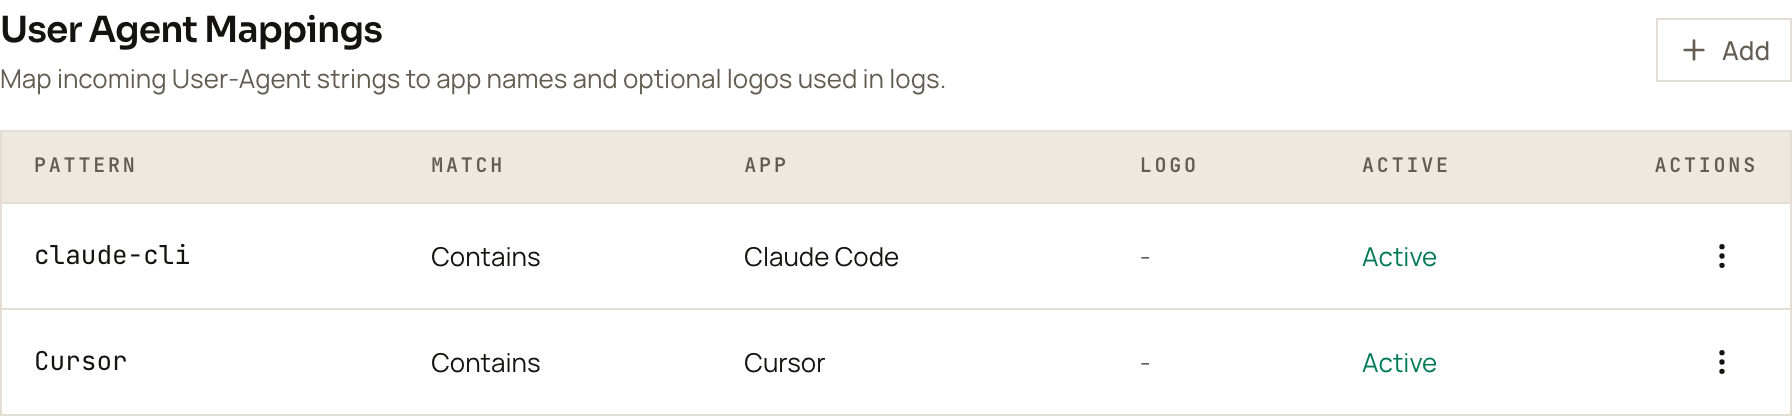 User Agent Mappings
Map incoming User-Agent strings to app names and optional logos used in logs.
+ Add
PATTERN MATCH APP LOGO ACTIVE ACTIONS
claude-cli Contains Claude Code - Active
Cursor Contains Cursor - Active